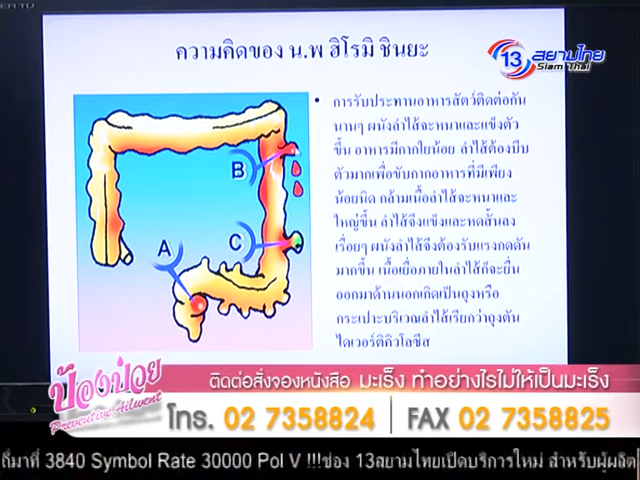 ความคิดของ น.พ ฮิโรมิ ชินยะ
13 สยามไทย
Siam Thai
• การรับประทานอาหารสัตว์ติดต่อกัน
นานๆ ผนังลำไส้จะหนาและแข็งตัว
ขึ้น อาหารมีกากใยน้อย ลำไส้ต้องบีบ
ตัวมากเพื่อขับกากอาหารที่มีเพียง
น้อยนิด กล้ามเนื้อลำไส้จะหนาและ
ใหญ่ขึ้น ลำไส้จึงแข็งและหดสั้นลง
เรื่อยๆ ผนังลำไส้จึงต้องรับแรงกดดัน
มากขึ้น เนื้อเยื่อภายในลำไส้ก็จะยื่น
ออกมาด้านนอกเกิดเป็นถุงหรือ
กระเปาะบริเวณลำไส้เรียกว่าถุงตัน
ไดเวอร์ติคิวโลซีส
B
C
A
ป้องป่วย
Preventive Ailment
ติดต่อสั่งจองหนังสือ มะเร็ง ทำอย่างไรไม่ให้เป็นมะเร็ง
โทร. 02 7358824 | FAX 02 7358825
ถี่มาที่ 3840 Symbol Rate 30000 Pol V !!!ช่อง 13สยามไทยเปิดบริการใหม่ สำหรับผู้ผลิต